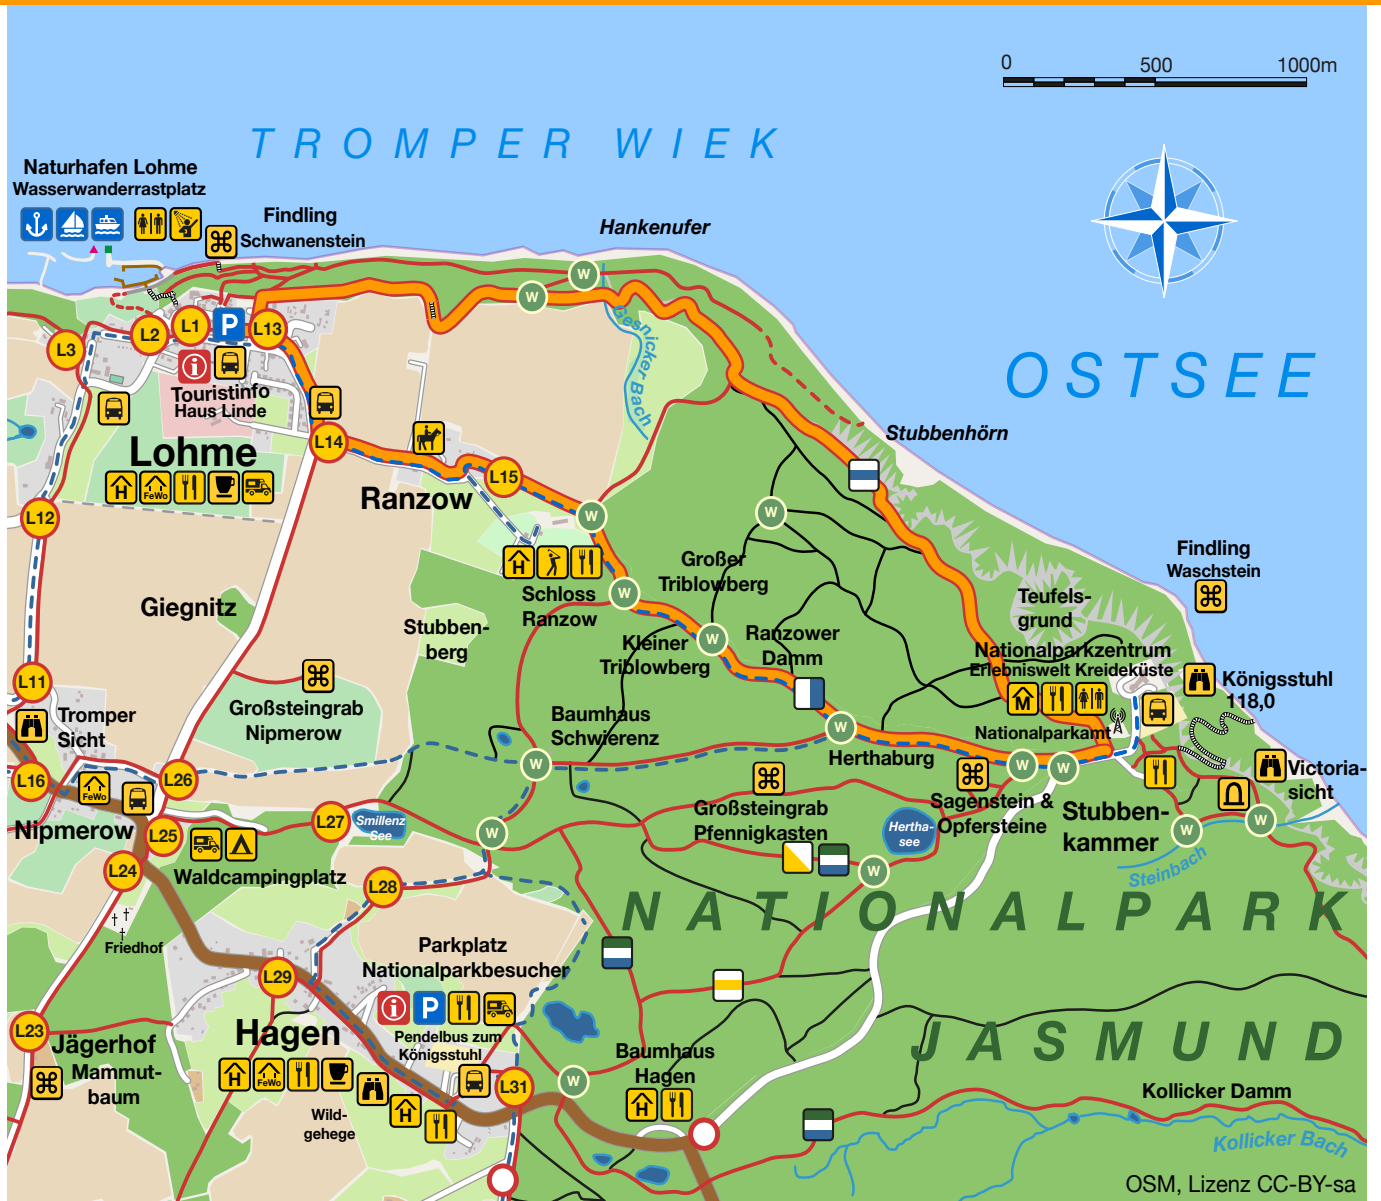 0 500 1000m
TROMPER WIEK
Naturhafen Lohme
Wasserwanderrastplatz
Findling
Schwanenstein
Hankenufer
W
W
L3
L2
L1
P
L13
Gesnicker Bach
OSTSEE
i
Touristinfo
Haus Linde
Stubbenhörn
Lohme
L14
H
FeWo
Ranzow
L15
L12
W
W
Findling
Waschstein
Großer
Triblowberg
H
Schloss
Ranzow
W
Teufels-
grund
Giegnitz
Stubben-
berg
Kleiner
Triblowberg
W
Ranzower
Damm
Nationalparkzentrum
Erlebniswelt Kreideküste
L11
M
Königsstuhl
118,0
Großsteingrab
Nipmerow
Tromper
Sicht
Baumhaus
Schwierenz
W
Nationalparkamt
Herthaburg
L16
FeWo
L26
W
W
W
Victoria-
sicht
Sagenstein &
Opfersteine
Stubben-
kammer
Nipmerow
L25
L27
Smillenz
See
W
Großsteingrab
Pfennigkasten
Hertha-
see
W
W
L24
Waldcampingplatz
L28
W
Steinbach
NATIONALPARK
Friedhof
Parkplatz
Nationalparkbesucher
L29
i
P
L23
Jägerhof
Mammut-
baum
Hagen
Pendelbus zum
Königsstuhl
JASMUND
H
FeWo
L31
W
Baumhaus
Hagen
H
H
Wild-
gehege
Kollicker Damm
Kollicker Bach
OSM, Lizenz CC-BY-sa